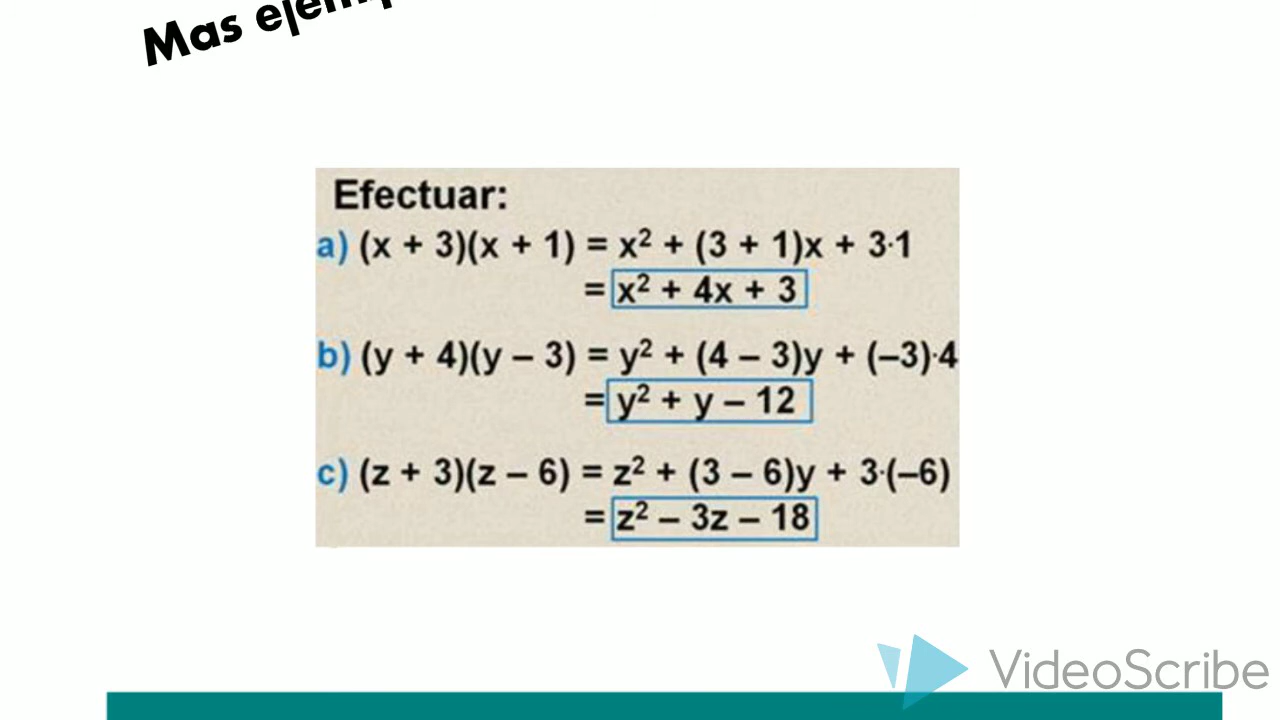 Mas
Efectuar:
a) (x + 3)(x + 1) = x² + (3 + 1)x + 3·1
= x² + 4x + 3
b) (y + 4)(y – 3) = y² + (4 – 3)y + (–3)·4
= y² + y – 12
c) (z + 3)(z – 6) = z² + (3 – 6)y + 3·(–6)
= z² – 3z – 18
VideoScribe